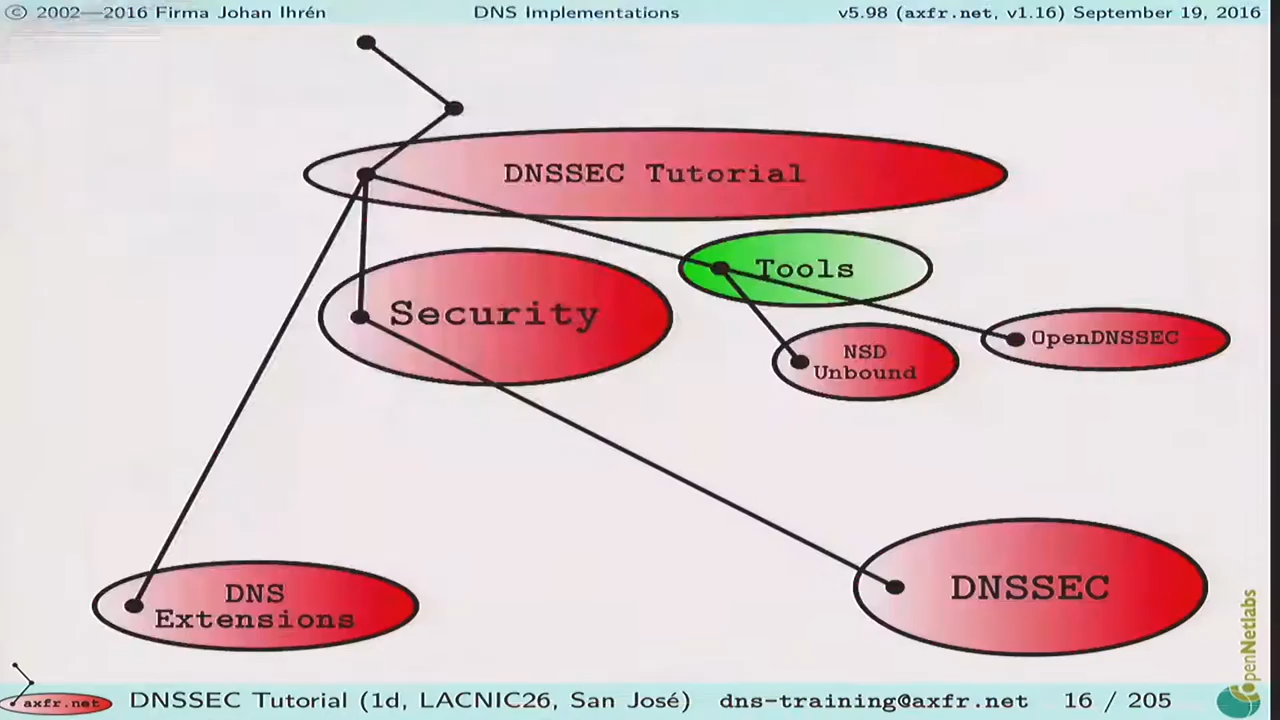 © 2002—2016 Firma Johan Ihrén
DNS Implementations
v5.98 (axfr.net, v1.16) September 19, 2016
DNSSEC Tutorial
Tools
Security
OpenDNSSEC
NSD
Unbound
DNSSEC
DNS
Extensions
OpenNetlabs
axfr.net
DNSSEC Tutorial (1d, LACNIC26, San José)
dns-training@axfr.net
16 / 205